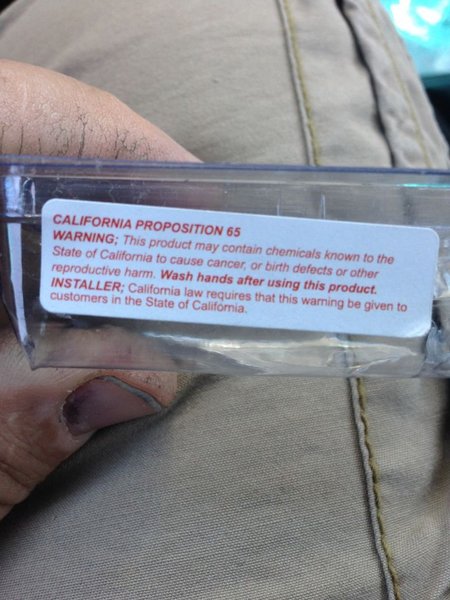 CALIFORNIA PROPOSITION 65
WARNING; This product may contain chemicals known to the
State of California to cause cancer, or birth defects or other
reproductive harm. Wash hands after using this product.
INSTALLER; California law requires that this warning be given to
customers in the State of California.